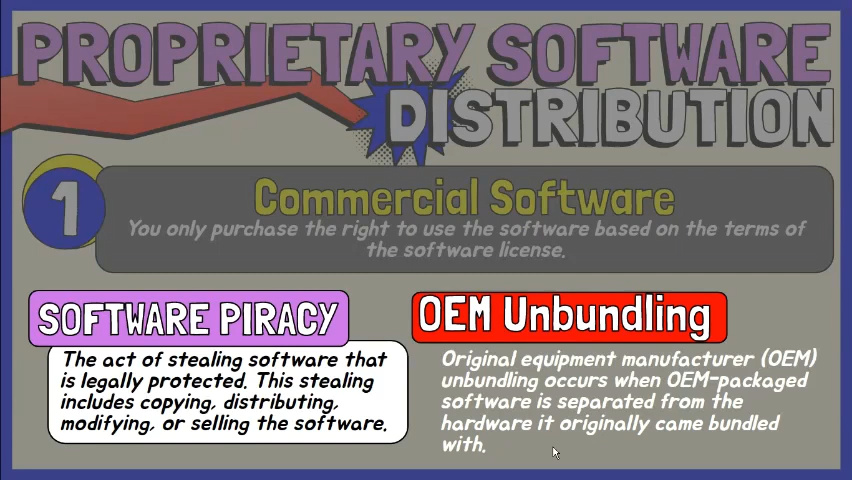 PROPRIETARY SOFTWARE
DISTRIBUTION
1
Commercial Software
You only purchase the right to use the software based on the terms of
the software license.
SOFTWARE PIRACY
The act of stealing software that
is legally protected. This stealing
includes copying, distributing,
modifying, or selling the software.
OEM Unbundling
Original equipment manufacturer (OEM)
unbundling occurs when OEM-packaged
software is separated from the
hardware it originally came bundled
with.